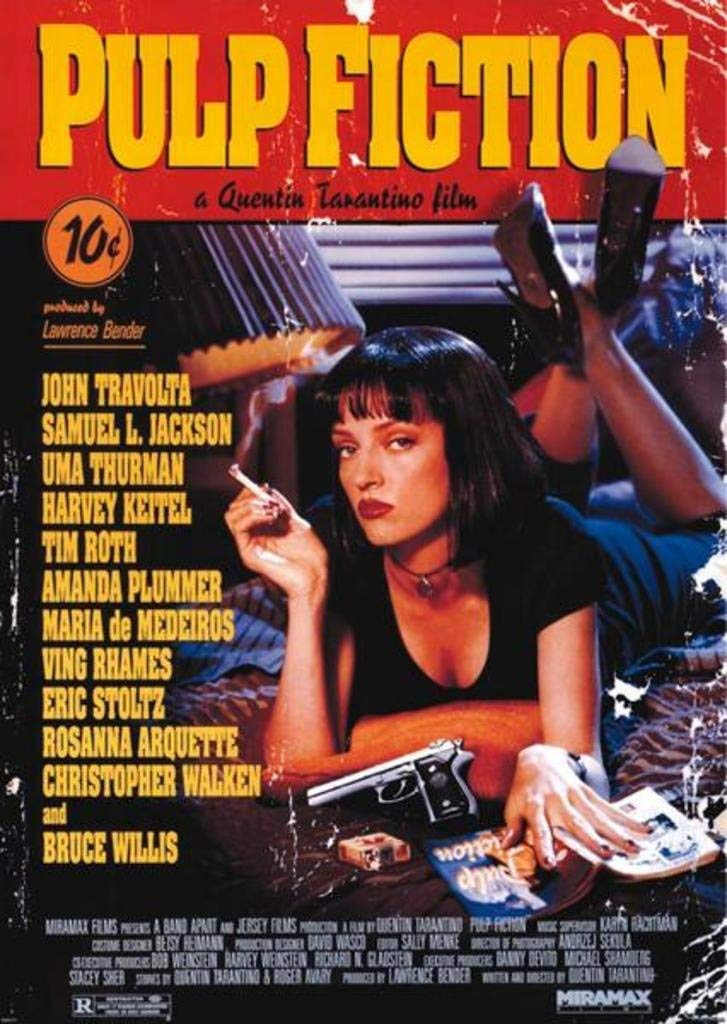 PULP FICTION
a Quentin Tarantino film
10¢
produced by
Lawrence Bender
JOHN TRAVOLTA
SAMUEL L. JACKSON
UMA THURMAN
HARVEY KEITEL
TIM ROTH
AMANDA PLUMMER
MARIA de MEDEIROS
VING RHAMES
ERIC STOLTZ
ROSANNA ARQUETTE
CHRISTOPHER WALKEN
and
BRUCE WILLIS
Pulp
Fiction
MIRAMAX FILMS PRESENTS A BAND APART AND JERSEY FILMS PRODUCTION A FILM BY QUENTIN TARANTINO PULP FICTION MUSIC SUPERVISOR KARYN RACHTMAN
COSTUME DESIGNER BETSY HEIMANN PRODUCTION DESIGNER DAVID WASCO EDITOR SALLY MENKE DIRECTOR OF PHOTOGRAPHY ANDRZEJ SEKULA
CO-EXECUTIVE PRODUCERS BOB WEINSTEIN HARVEY WEINSTEIN RICHARD N. GLADSTEIN EXECUTIVE PRODUCERS DANNY DEVITO MICHAEL SHAMBERG
STACEY SHER STORIES BY QUENTIN TARANTINO & ROGER AVARY PRODUCED BY LAWRENCE BENDER WRITTEN AND DIRECTED BY QUENTIN TARANTINO
R RESTRICTED
MIRAMAX